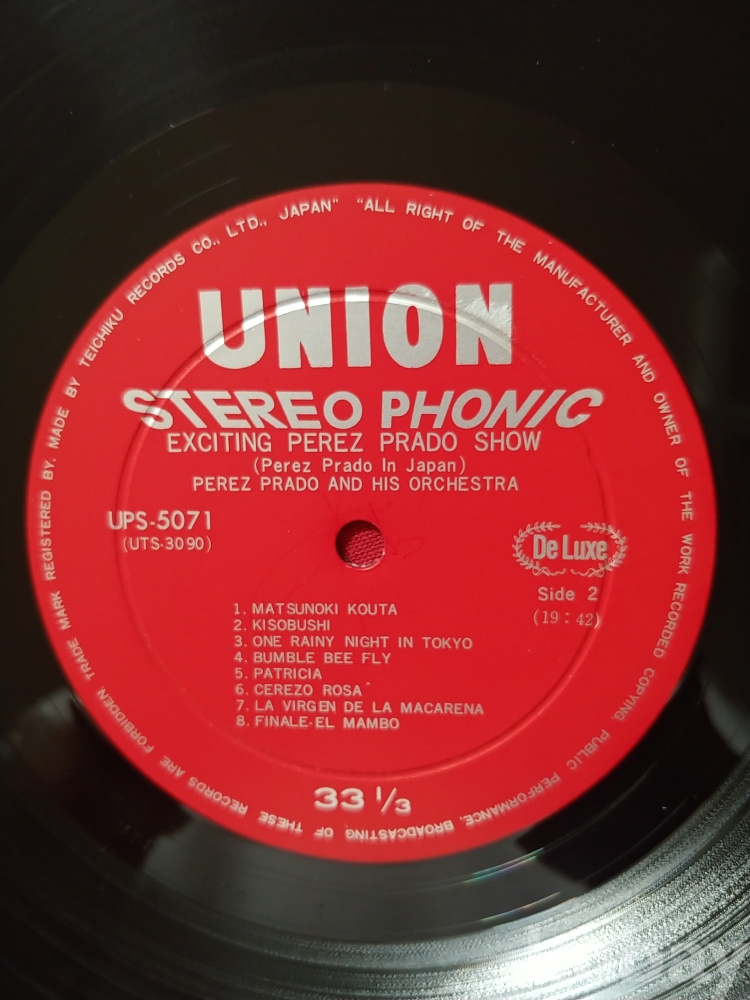 TRADE MARK REGISTERED BY. MADE BY TEICHIKU RECORDS CO., LTD., JAPAN" "ALL RIGHT OF THE MANUFACTURER AND OWNER OF THE WORK RECORDED COPYING, PUBLIC PERFORMANCE, BROADCASTING OF THESE RECORDS ARE FORBIDDEN.
UNION
STEREO PHONIC
EXCITING PEREZ PRADO SHOW
(Perez Prado In Japan)
PEREZ PRADO AND HIS ORCHESTRA
UPS-5071
(UTS-3090)
De Luxe
Side 2
(19:42)
1. MATSUNOKI KOUTA
2. KISOBUSHI
3. ONE RAINY NIGHT IN TOKYO
4. BUMBLE BEE FLY
5. PATRICIA
6. CEREZO ROSA
7. LA VIRGEN DE LA MACARENA
8. FINALE-EL MAMBO
33 1/3